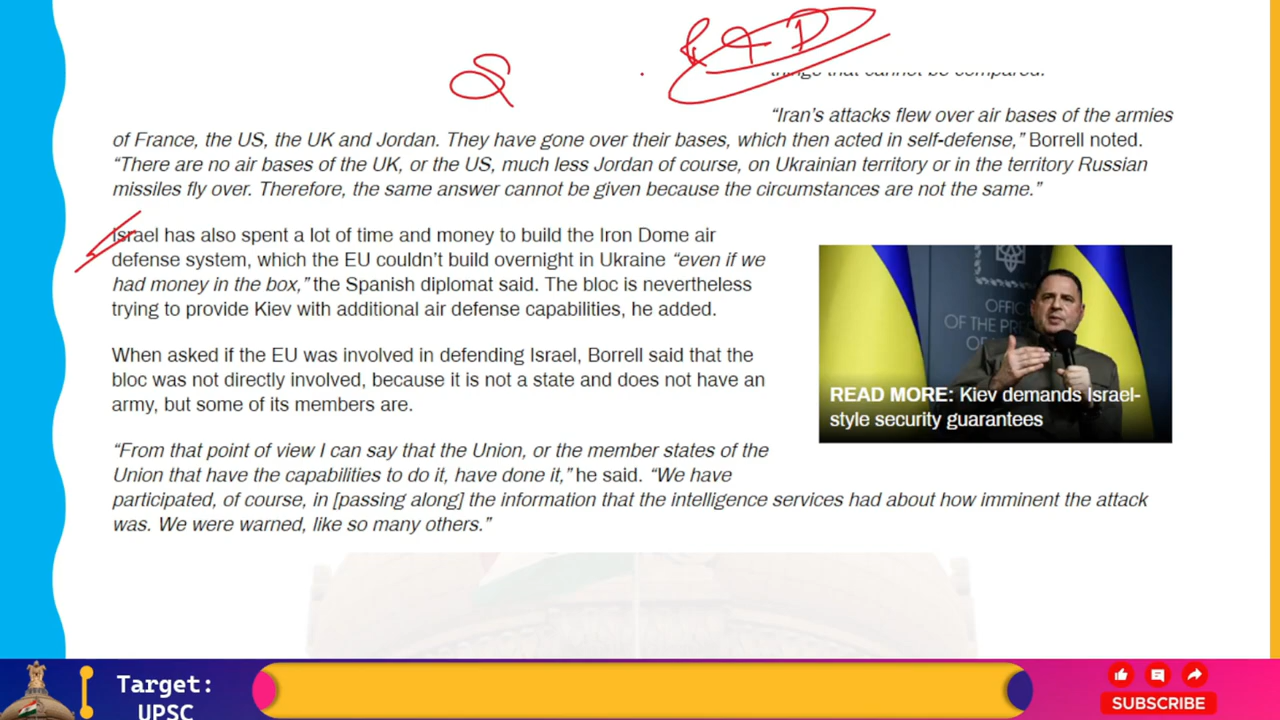 R & D
"Iran's attacks flew over air bases of the armies
of France, the US, the UK and Jordan. They have gone over their bases, which then acted in self-defense," Borrell noted.
"There are no air bases of the UK, or the US, much less Jordan of course, on Ukrainian territory or in the territory Russian
missiles fly over. Therefore, the same answer cannot be given because the circumstances are not the same."
Israel has also spent a lot of time and money to build the Iron Dome air
defense system, which the EU couldn't build overnight in Ukraine "even if we
had money in the box," the Spanish diplomat said. The bloc is nevertheless
trying to provide Kiev with additional air defense capabilities, he added.
When asked if the EU was involved in defending Israel, Borrell said that the
bloc was not directly involved, because it is not a state and does not have an
army, but some of its members are.
"From that point of view I can say that the Union, or the member states of the
Union that have the capabilities to do it, have done it," he said. "We have
participated, of course, in [passing along] the information that the intelligence services had about how imminent the attack
was. We were warned, like so many others."
READ MORE: Kiev demands Israel-
style security guarantees
Target:
UPSC
SUBSCRIBE